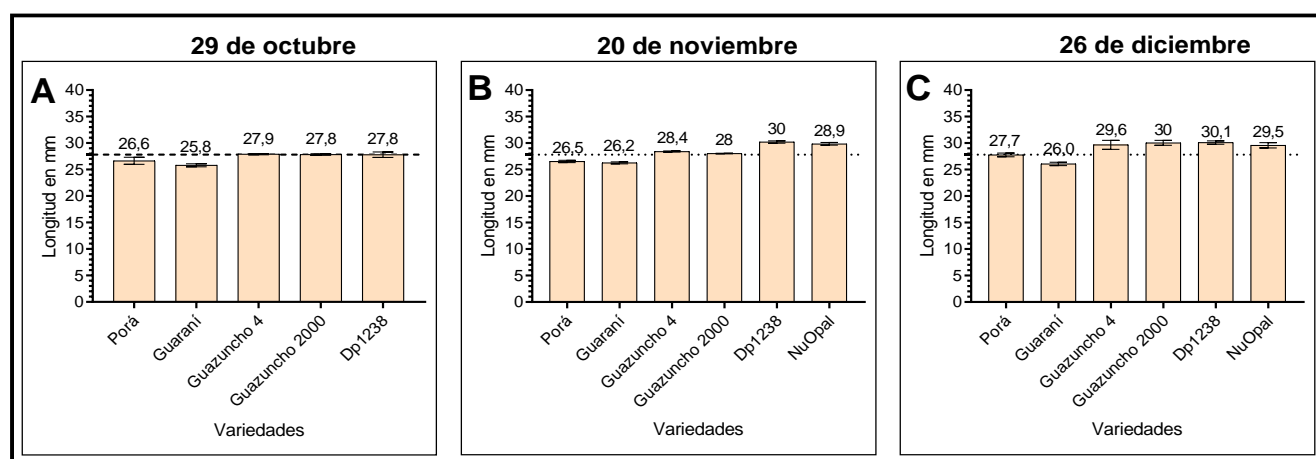 29 de octubre
20 de noviembre
26 de diciembre
A
40
35
30
25
20
15
10
5
0
Longitud en mm
26,6
25,8
27,9
27,8
27,8
Porá
Guaraní
Guazuncho 4
Guazuncho 2000
Dp1238
Variedades
B
40
35
30
25
20
15
10
5
0
Longitud en mm
26,5
26,2
28,4
28
30
28,9
Porá
Guaraní
Guazuncho 4
Guazuncho 2000
Dp1238
NuOpal
Variedades
C
40
35
30
25
20
15
10
5
0
Longitud en mm
27,7
26,0
29,6
30
30,1
29,5
Porá
Guaraní
Guazuncho 4
Guazuncho 2000
Dp1238
NuOpal
Variedades